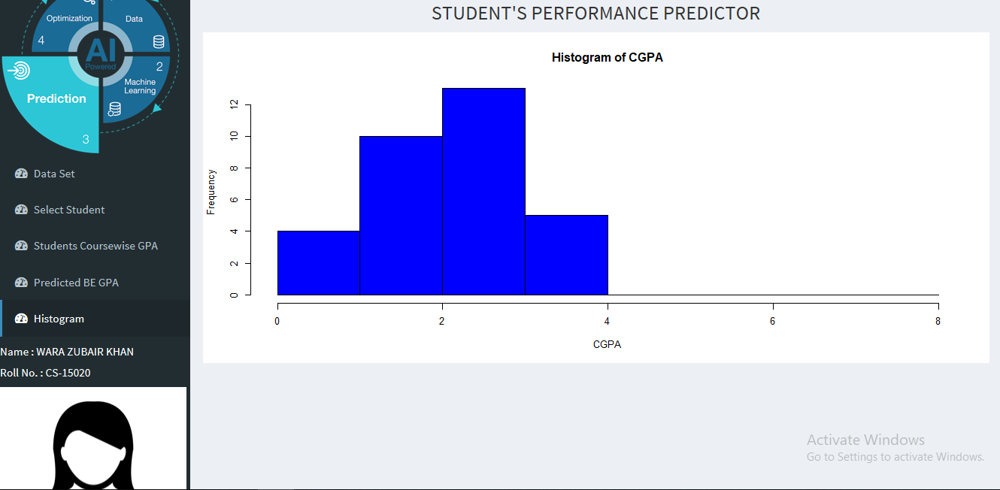 STUDENT'S PERFORMANCE PREDICTOR
Optimization
4
Data
AI
Powered
2
Machine
Learning
Prediction
3
Data Set
Select Student
Students Coursewise GPA
Predicted BE GPA
Histogram
Name : WARA ZUBAIR KHAN
Roll No. : CS-15020
Histogram of CGPA
Frequency
12
10
8
6
4
2
0
0 2 4 6 8
CGPA
Activate Windows
Go to Settings to activate Windows.